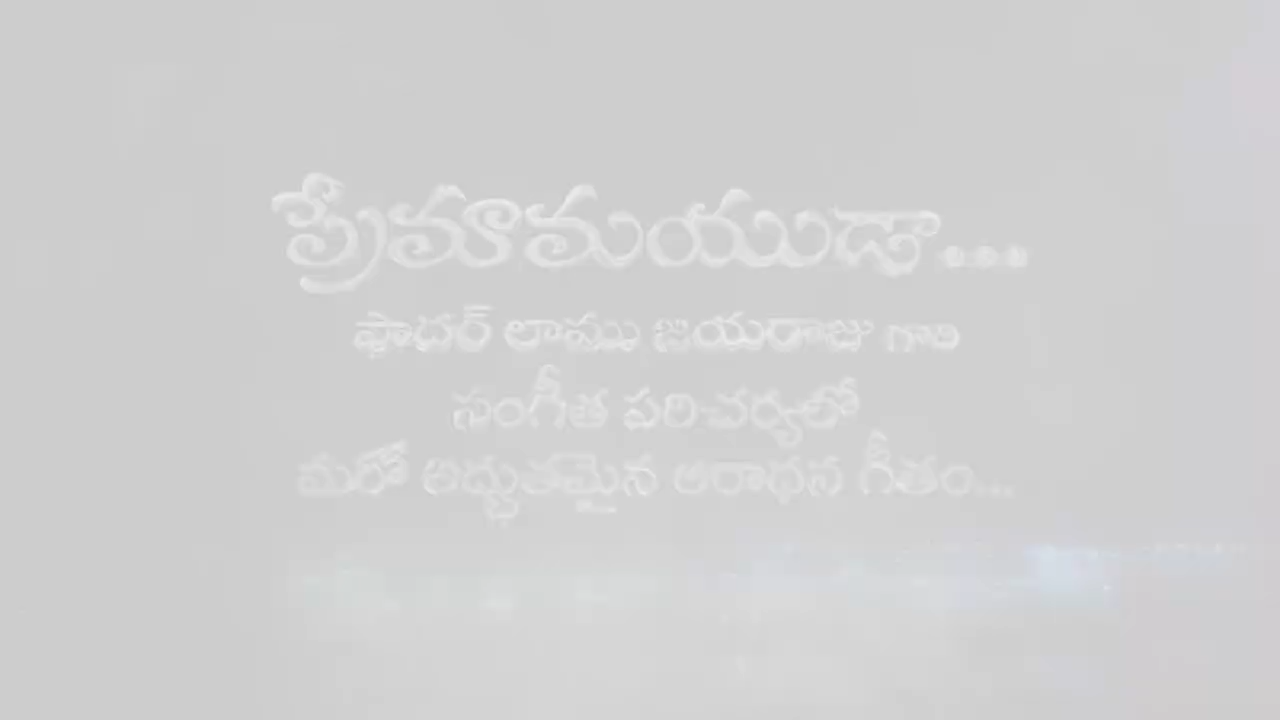 ప్రేమామయుడా...
ఫాదర్ లాము జయరాజు గారి
సంగీత పరిచర్యలో
మరో అద్భుతమైన ఆరాధన గీతం...